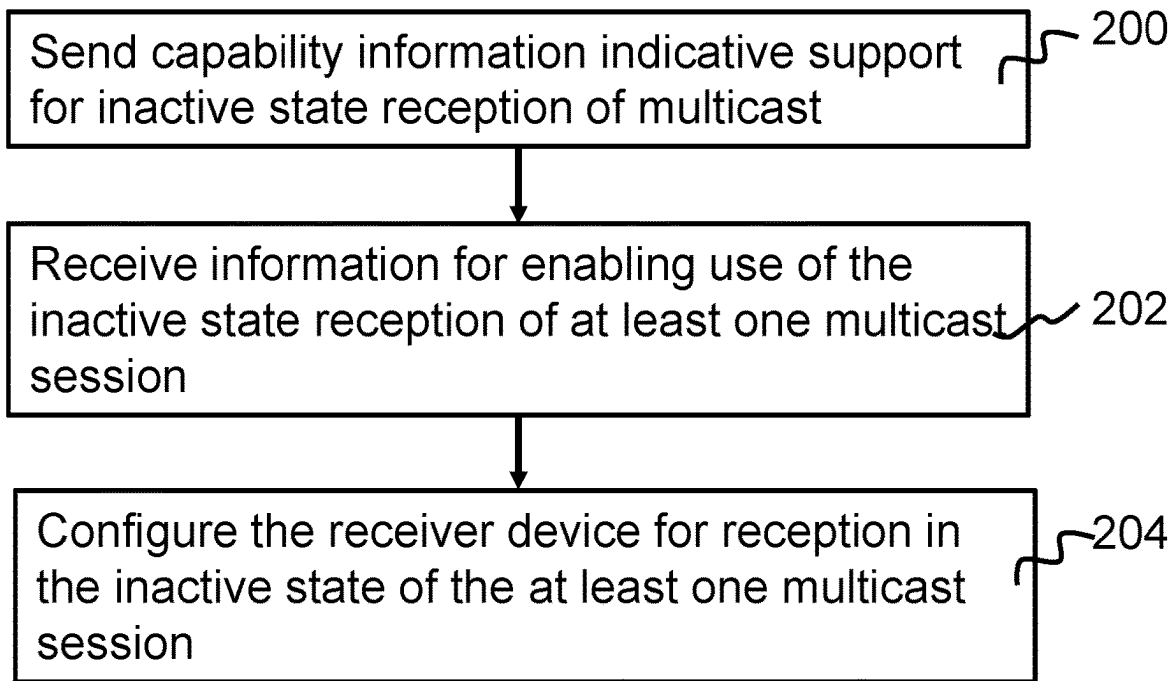 Send capability information indicative support
for inactive state reception of multicast
200
Receive information for enabling use of the
inactive state reception of at least one multicast
session
202
Configure the receiver device for reception in
the inactive state of the at least one multicast
session
204